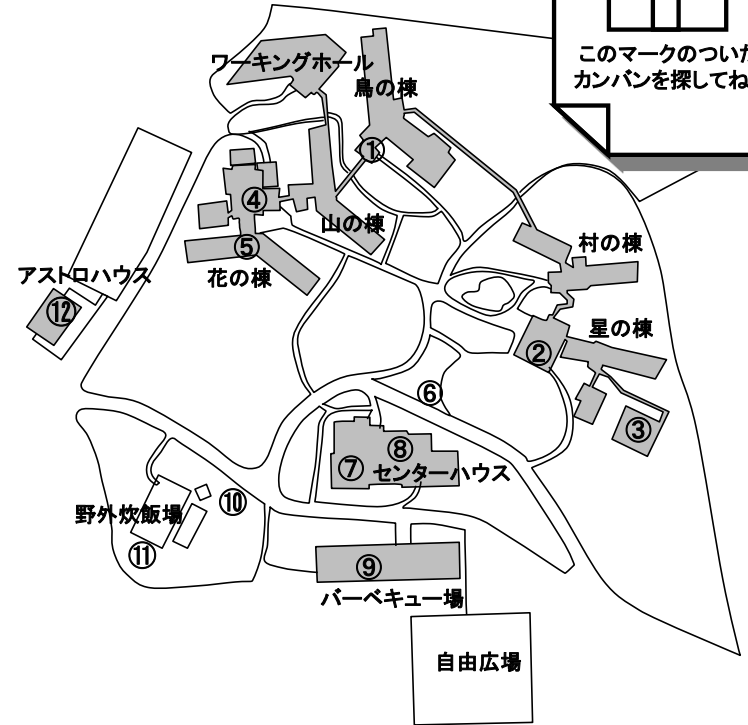 このマークのついた
カンバンを探してね
ワーキングホール
鳥の棟
①
④
山の棟
⑤
花の棟
村の棟
アストロハウス
⑫
星の棟
②
⑥
③
⑧
⑦
センターハウス
⑩
野外炊飯場
⑪
⑨
バーベキュー場
自由広場